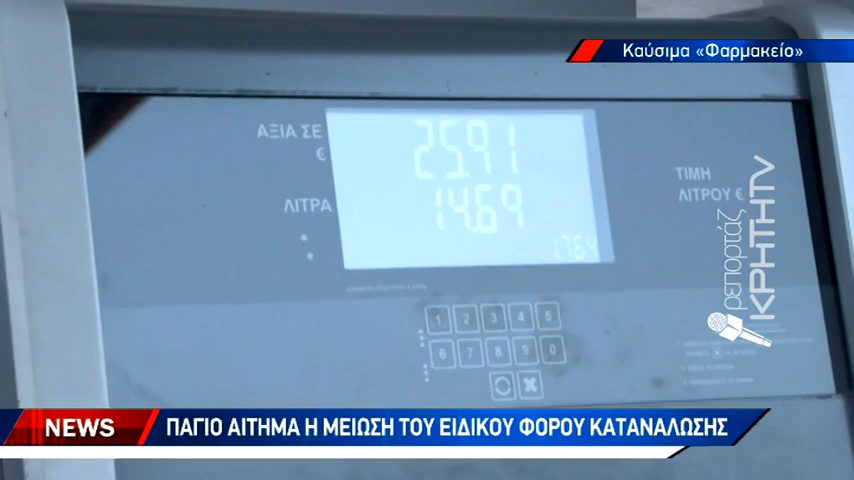 Καύσιμα «Φαρμακείο»
ΑΞΙΑ ΣΕ
€
25.91
ΛΙΤΡΑ
14.69
1.764
ΤΙΜΗ
ΛΙΤΡΟΥ €
ρεπορτάζ
ΚΡΗΤΗTV
1 2 3 4 5
6 7 8 9 0
NEWS
ΠΑΓΙΟ ΑΙΤΗΜΑ Η ΜΕΙΩΣΗ ΤΟΥ ΕΙΔΙΚΟΥ ΦΟΡΟΥ ΚΑΤΑΝΑΛΩΣΗΣ